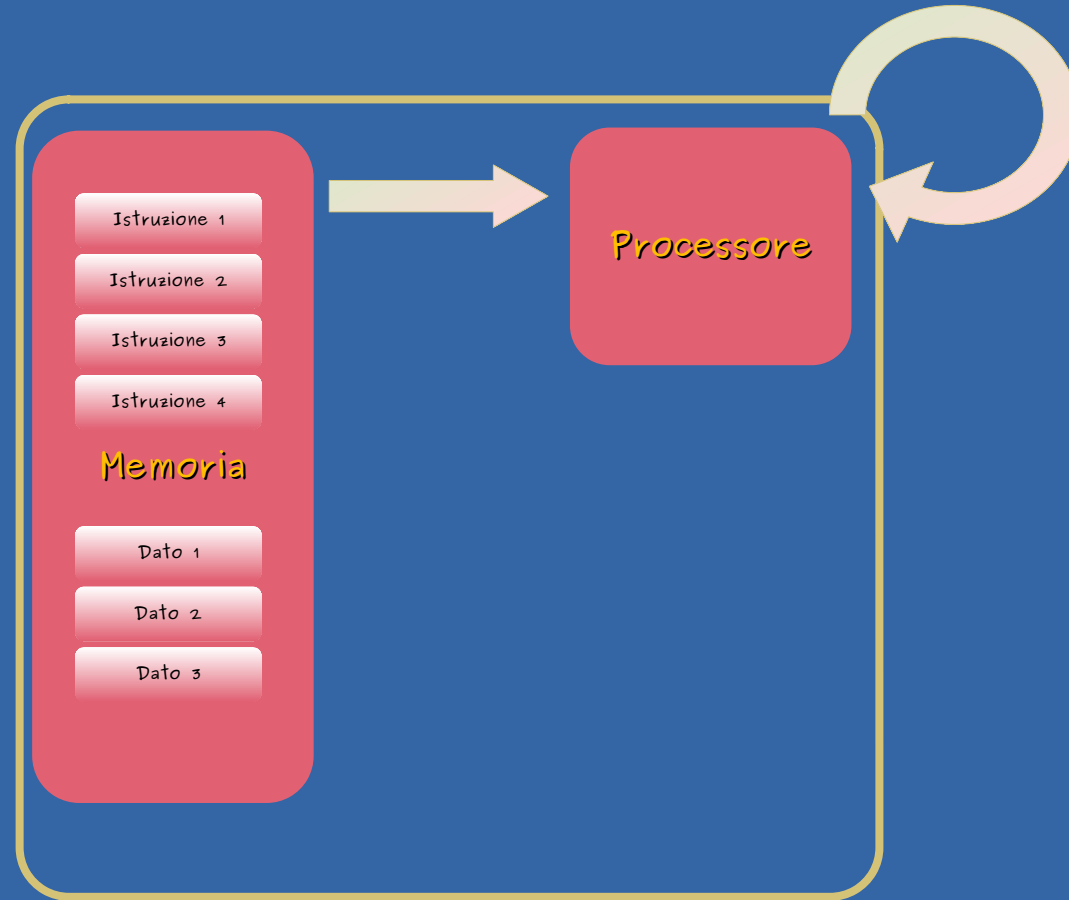 Istruzione 1
Istruzione 2
Istruzione 3
Istruzione 4
Memoria
Dato 1
Dato 2
Dato 3
Processore